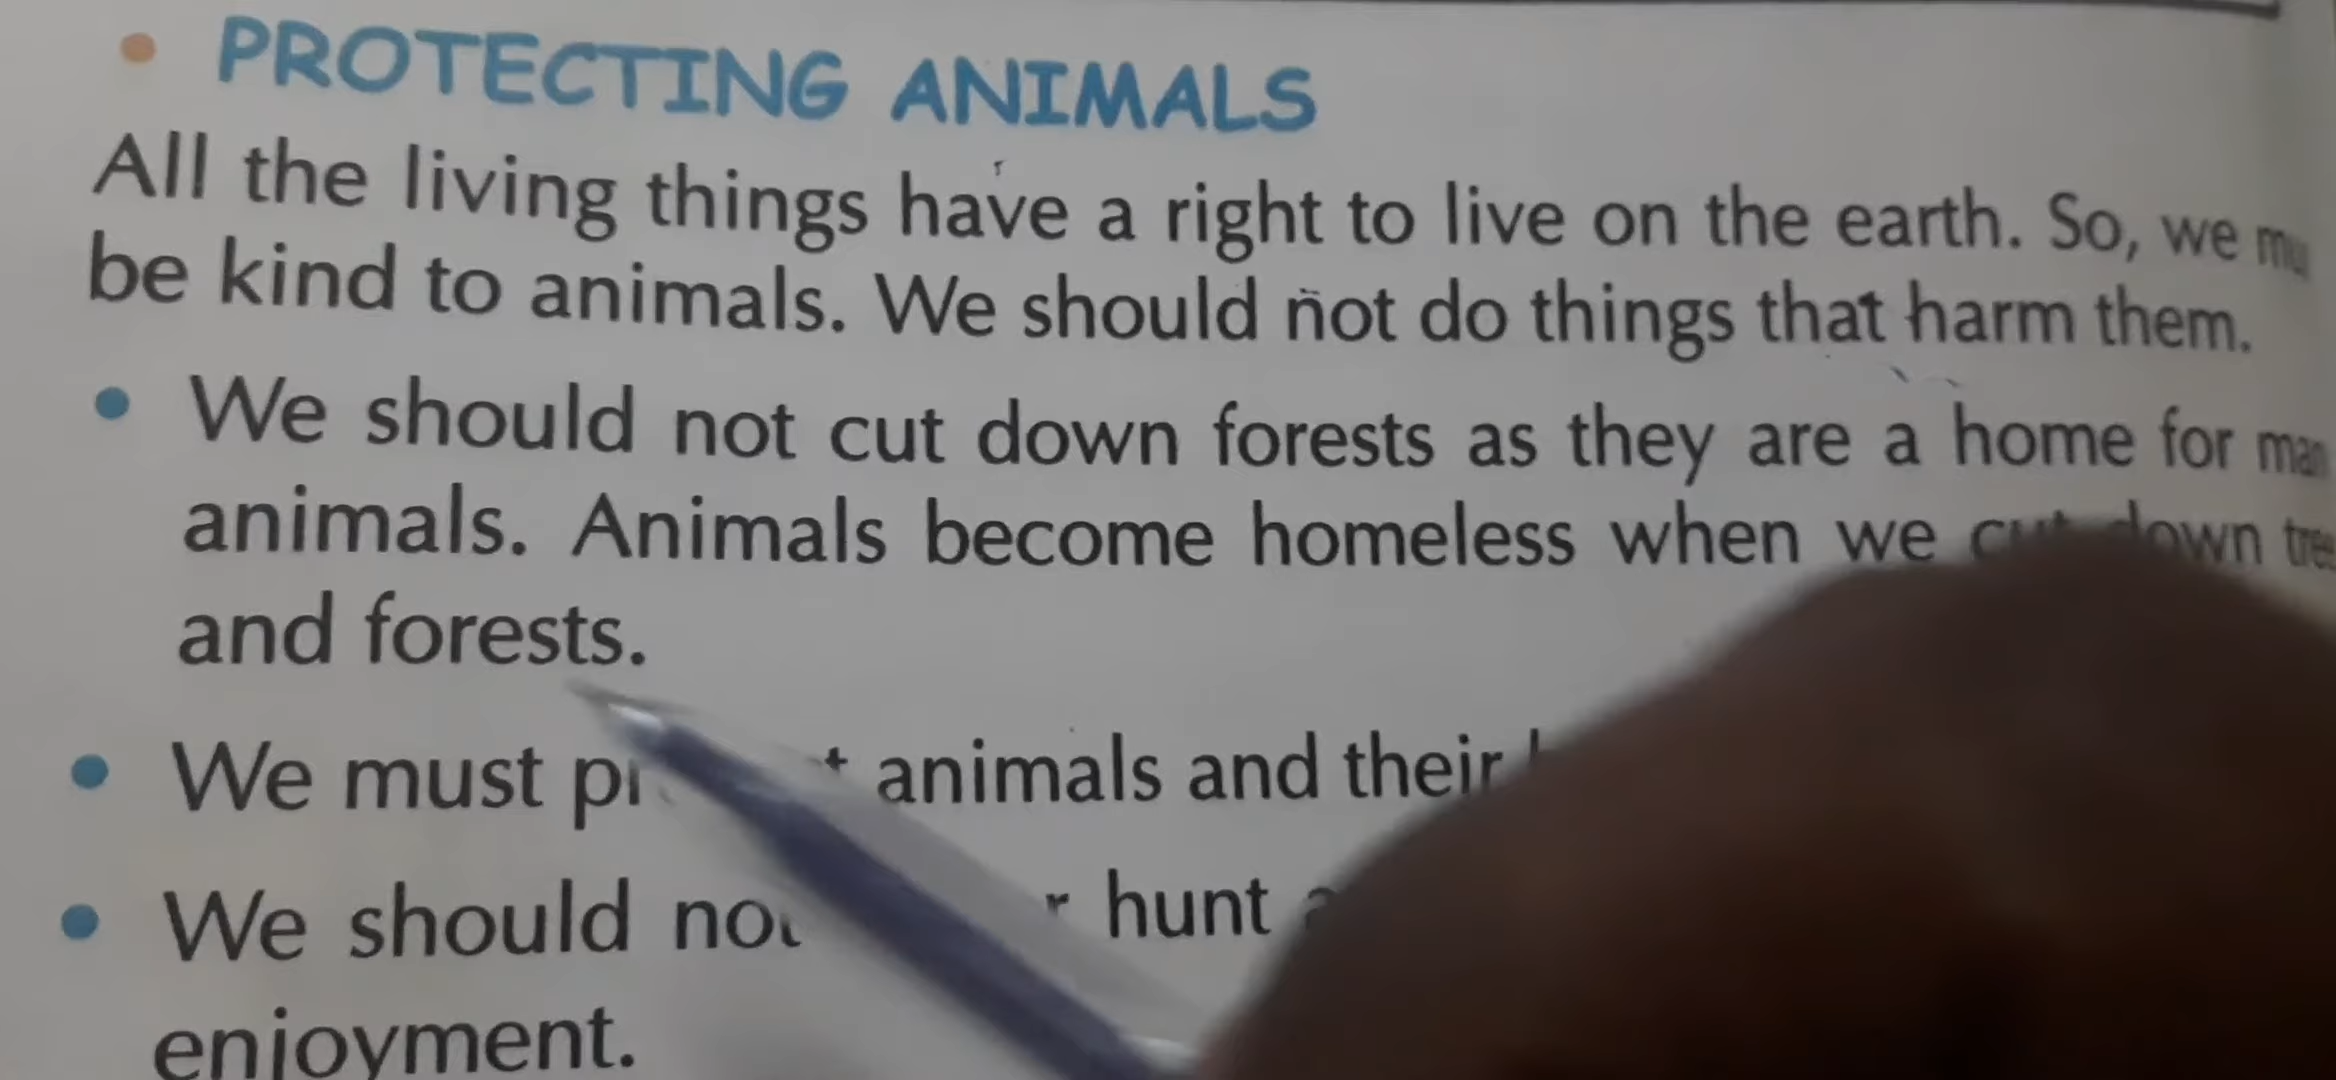 PROTECTING ANIMALS
All the living things have a right to live on the earth. So, we
be kind to animals. We should not do things that harm them.
We should not cut down forests as they are a home for
animals. Animals become homeless when we cut down
and forests.
We must animals and their
We should hunt
enjoyment.